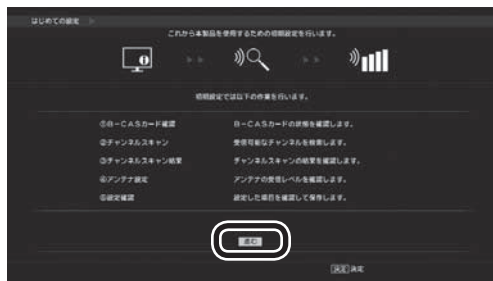 はじめての設定
これから本製品を使用するための初期設定を行います。
初期設定では以下の作業を行います。
①B-CASカード確認 B-CASカードの状態を確認します。
②チャンネルスキャン 受信可能なチャンネルを検索します。
③チャンネルスキャン結果 チャンネルスキャンの結果を確認します。
④アンテナ設定 アンテナの受信レベルを確認します。
⑤設定確認 設定した項目を確認して保存します。
進む
決定 決定